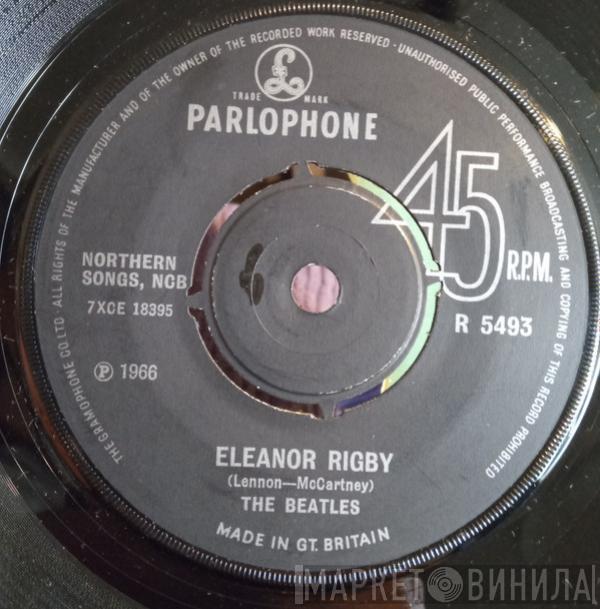 THE GRAMOPHONE CO. LTD · ALL RIGHTS OF THE MANUFACTURER AND OF THE OWNER OF THE RECORDED WORK RESERVED · UNAUTHORISED PUBLIC PERFORMANCE BROADCASTING AND COPYING OF THIS RECORD PROHIBITED
£
TRADE MARK
PARLOPHONE
45
R.P.M.
NORTHERN
SONGS, NCB
7XCE 18395
R 5493
℗ 1966
ELEANOR RIGBY
(Lennon—McCartney)
THE BEATLES
MADE IN GT. BRITAIN
МАРКЕТ ВИНИЛА